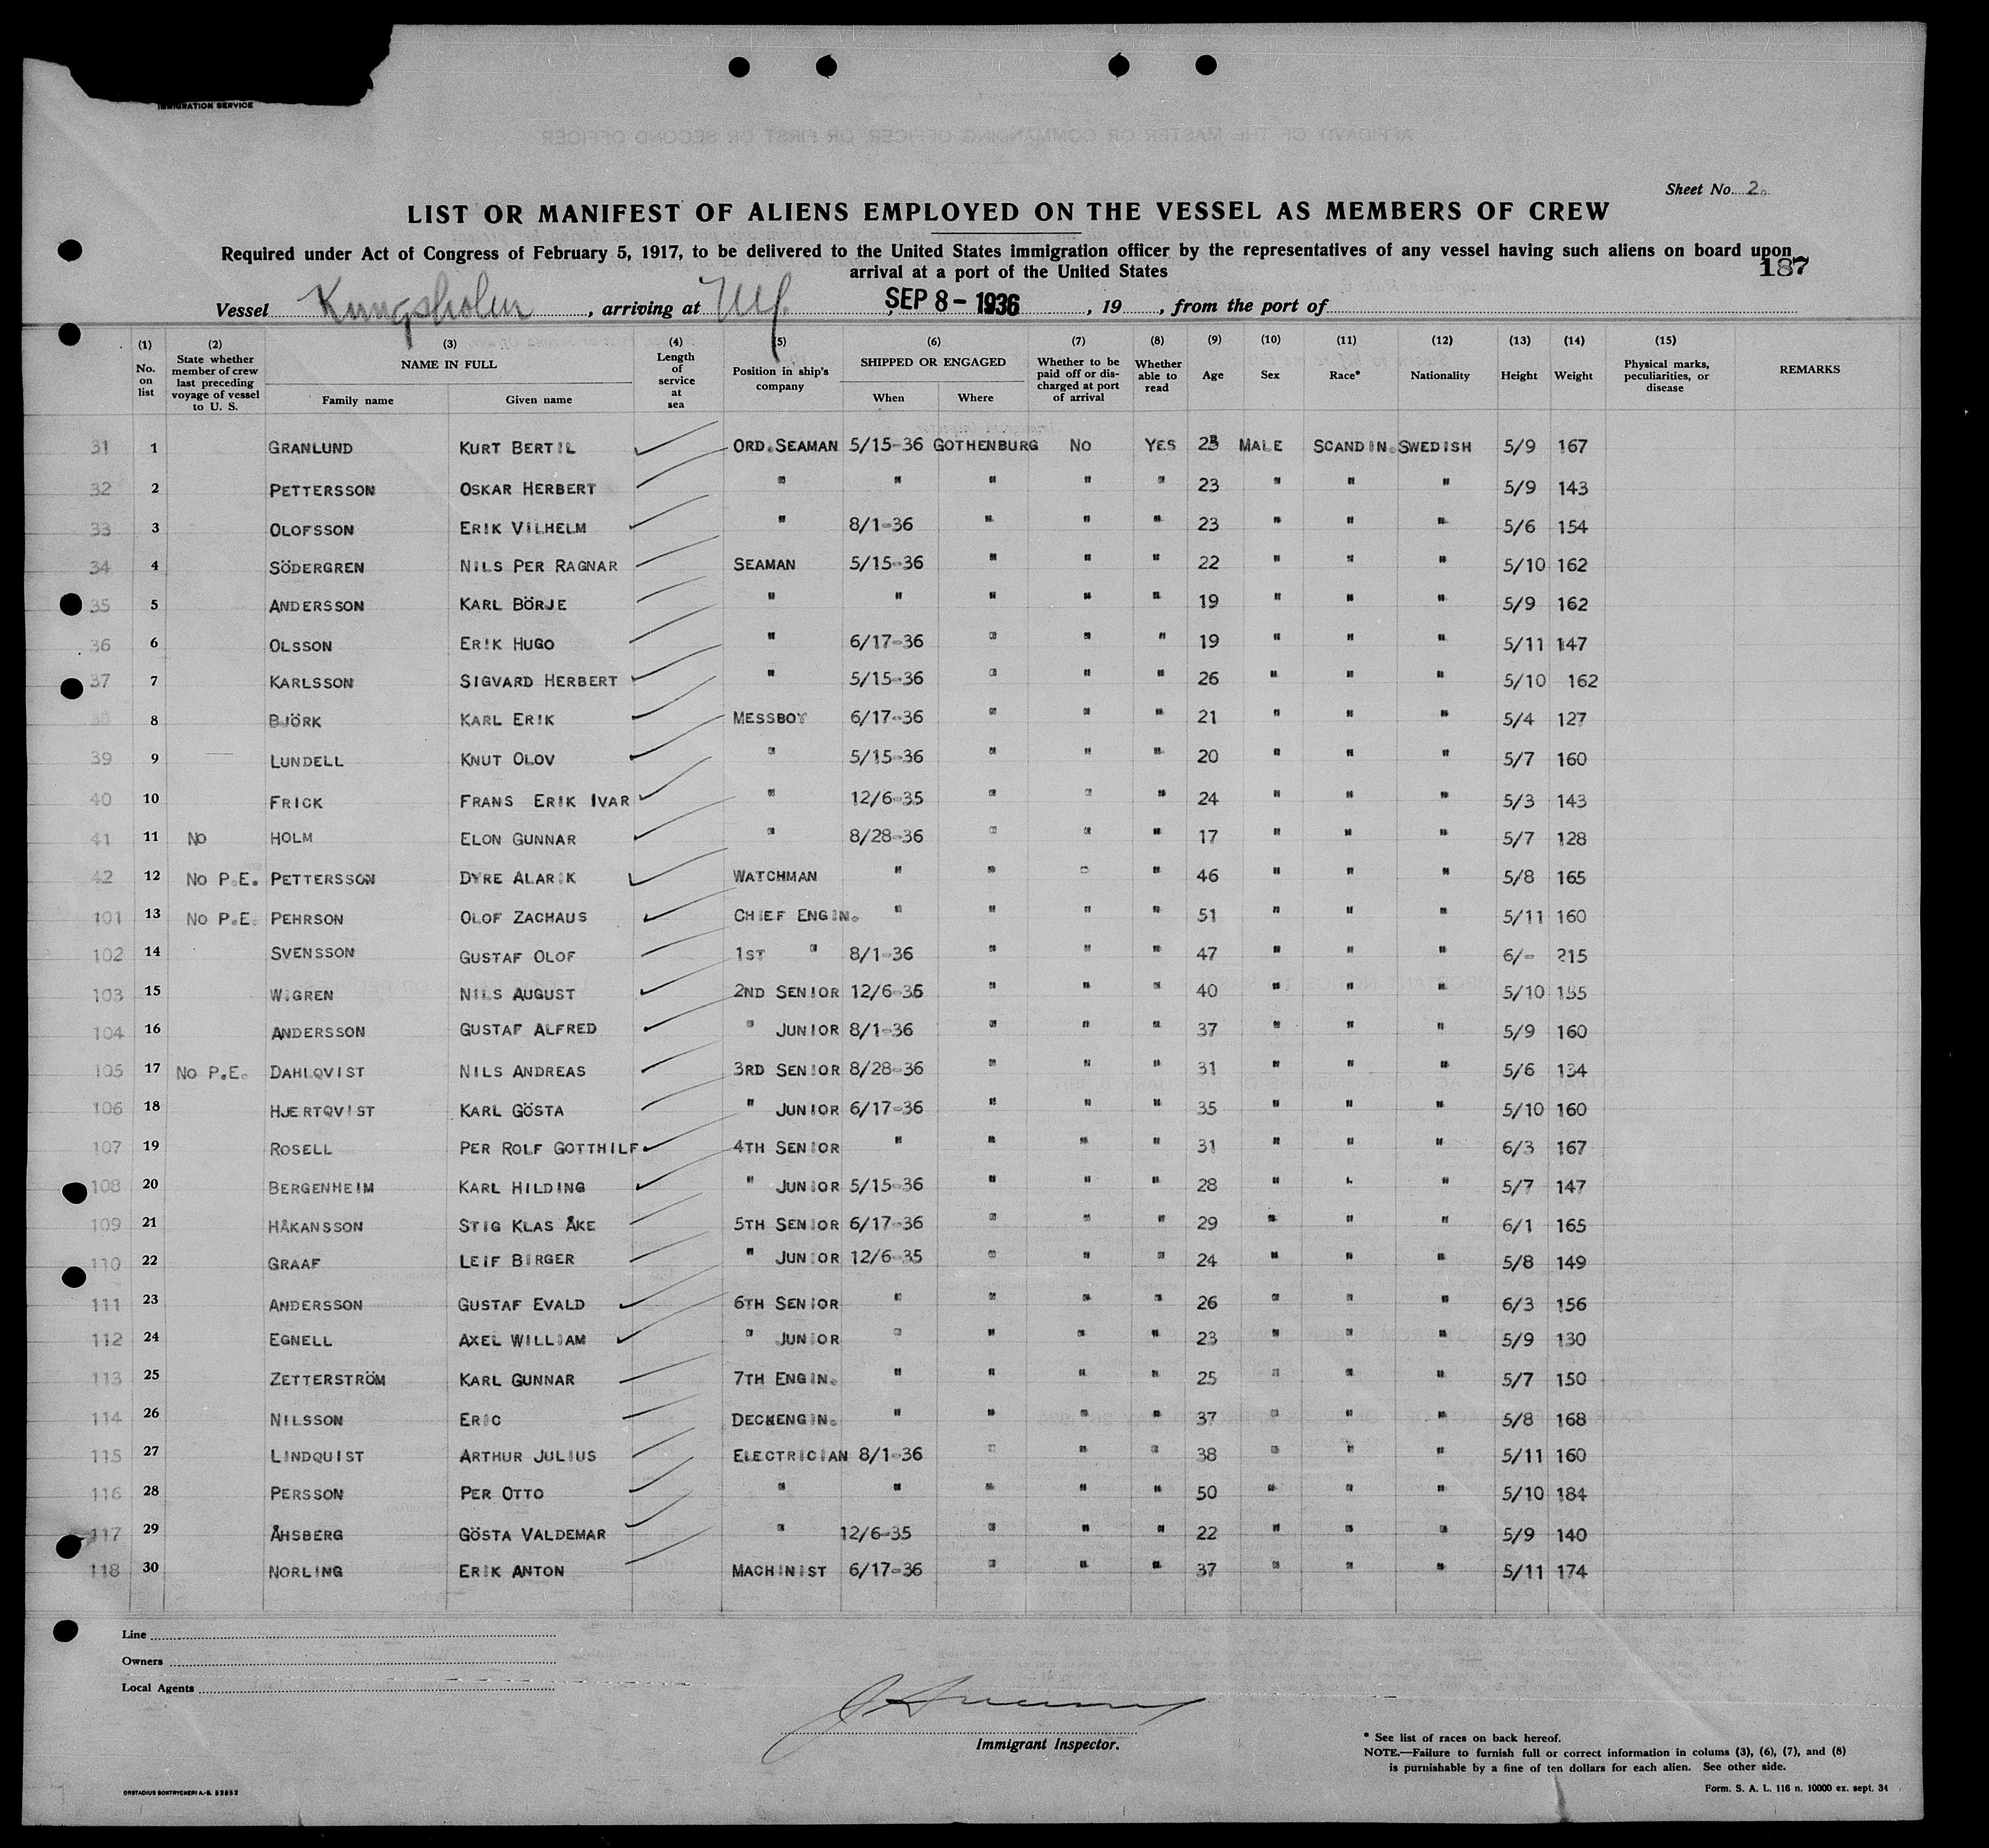 IMMIGRATION SERVICE
Sheet No. 2.
LIST OR MANIFEST OF ALIENS EMPLOYED ON THE VESSEL AS MEMBERS OF CREW
Required under Act of Congress of February 5, 1917, to be delivered to the United States immigration officer by the representatives of any vessel having such aliens on board upon
arrival at a port of the United States
187
Vessel Kungsholm, arriving at SEP 8 - 1936, 19, from the port of
(1) (2) (3) (4) (5) (6) (7) (8) (9) (10) (11) (12) (13) (14) (15)
No. on list State whether member of crew last preceding voyage of vessel to U. S. NAME IN FULL Family name Given name Length of service at sea Position in ship's company SHIPPED OR ENGAGED When Where Whether to be paid off or discharged at port of arrival Whether able to read Age Sex Race* Nationality Height Weight Physical marks, peculiarities, or disease REMARKS
31 1 GRANLUND KURT BERTIL ORD.SEAMAN 5/15-36 GOTHENBURG NO YES 23 MALE SCANDIN. SWEDISH 5/9 167
32 2 PETTERSSON OSKAR HERBERT " " " " " 23 " " " 5/9 143
33 3 OLOFSSON ERIK VILHELM " 8/1-36 " " " 23 " " " 5/6 154
34 4 SÖDERGREN NILS PER RAGNAR SEAMAN 5/15-36 " " " 22 " " " 5/10 162
35 5 ANDERSSON KARL BÖRJE " " " " " 19 " " " 5/9 162
36 6 OLSSON ERIK HUGO " 6/17-36 " " " 19 " " " 5/11 147
37 7 KARLSSON SIGVARD HERBERT " 5/15-36 " " " 26 " " " 5/10 162
38 8 BJÖRK KARL ERIK MESSBOY 6/17-36 " " " 21 " " " 5/4 127
39 9 LUNDELL KNUT OLOV " 5/15-36 " " " 20 " " " 5/7 160
40 10 FRICK FRANS ERIK IVAR " 12/6-35 " " " 24 " " " 5/3 143
41 11 NO HOLM ELON GUNNAR " 8/28-36 " " " 17 " " " 5/7 128
42 12 NO P.E. PETTERSSON DYRE ALARIK WATCHMAN " " " " 46 " " " 5/8 165
101 13 NO P.E. PEHRSON OLOF ZACHAUS CHIEF ENGIN. " " " " 51 " " " 5/11 160
102 14 SVENSSON GUSTAF OLOF 1ST " 8/1-36 " " " 47 " " " 6/- 215
103 15 WIGREN NILS AUGUST 2ND SENIOR 12/6-35 " " " 40 " " " 5/10 155
104 16 ANDERSSON GUSTAF ALFRED " JUNIOR 8/1-36 " " " 37 " " " 5/9 160
105 17 NO P.E. DAHLQVIST NILS ANDREAS 3RD SENIOR 8/28-36 " " " 31 " " " 5/6 134
106 18 HJERTQVIST KARL GÖSTA " JUNIOR 6/17-36 " " " 35 " " " 5/10 160
107 19 ROSELL PER ROLF GOTTHILF 4TH SENIOR " " " " 31 " " " 6/3 167
108 20 BERGENHEIM KARL HILDING " JUNIOR 5/15-36 " " " 28 " " " 5/7 147
109 21 HÅKANSSON STIG KLAS ÅKE 5TH SENIOR 6/17-36 " " " 29 " " " 6/1 165
110 22 GRAAF LEIF BIRGER " JUNIOR 12/6-35 " " " 24 " " " 5/8 149
111 23 ANDERSSON GUSTAF EVALD 6TH SENIOR " " " " 26 " " " 6/3 156
112 24 EGNELL AXEL WILLIAM " JUNIOR " " " " 23 " " " 5/9 130
113 25 ZETTERSTRÖM KARL GUNNAR 7TH ENGIN. " " " " 25 " " " 5/7 150
114 26 NILSSON ERIC DECKENGIN. " " " " 37 " " " 5/8 168
115 27 LINDQUIST ARTHUR JULIUS ELECTRICIAN 8/1-36 " " " 38 " " " 5/11 160
116 28 PERSSON PER OTTO " " " " " 50 " " " 5/10 184
117 29 ÅHSBERG GÖSTA VALDEMAR " 12/6-35 " " " 22 " " " 5/9 140
118 30 NORLING ERIK ANTON MACHINIST 6/17-36 " " " 37 " " " 5/11 174
Line
Owners
Local Agents
Immigrant Inspector.
* See list of races on back hereof.
NOTE.—Failure to furnish full or correct information in colums (3), (6), (7), and (8)
is punishable by a fine of ten dollars for each alien. See other side.
ORSTADIUS BOKTRYCKERI A.-B. 52952
Form. S. A. L. 116 n. 10000 ex. sept. 34